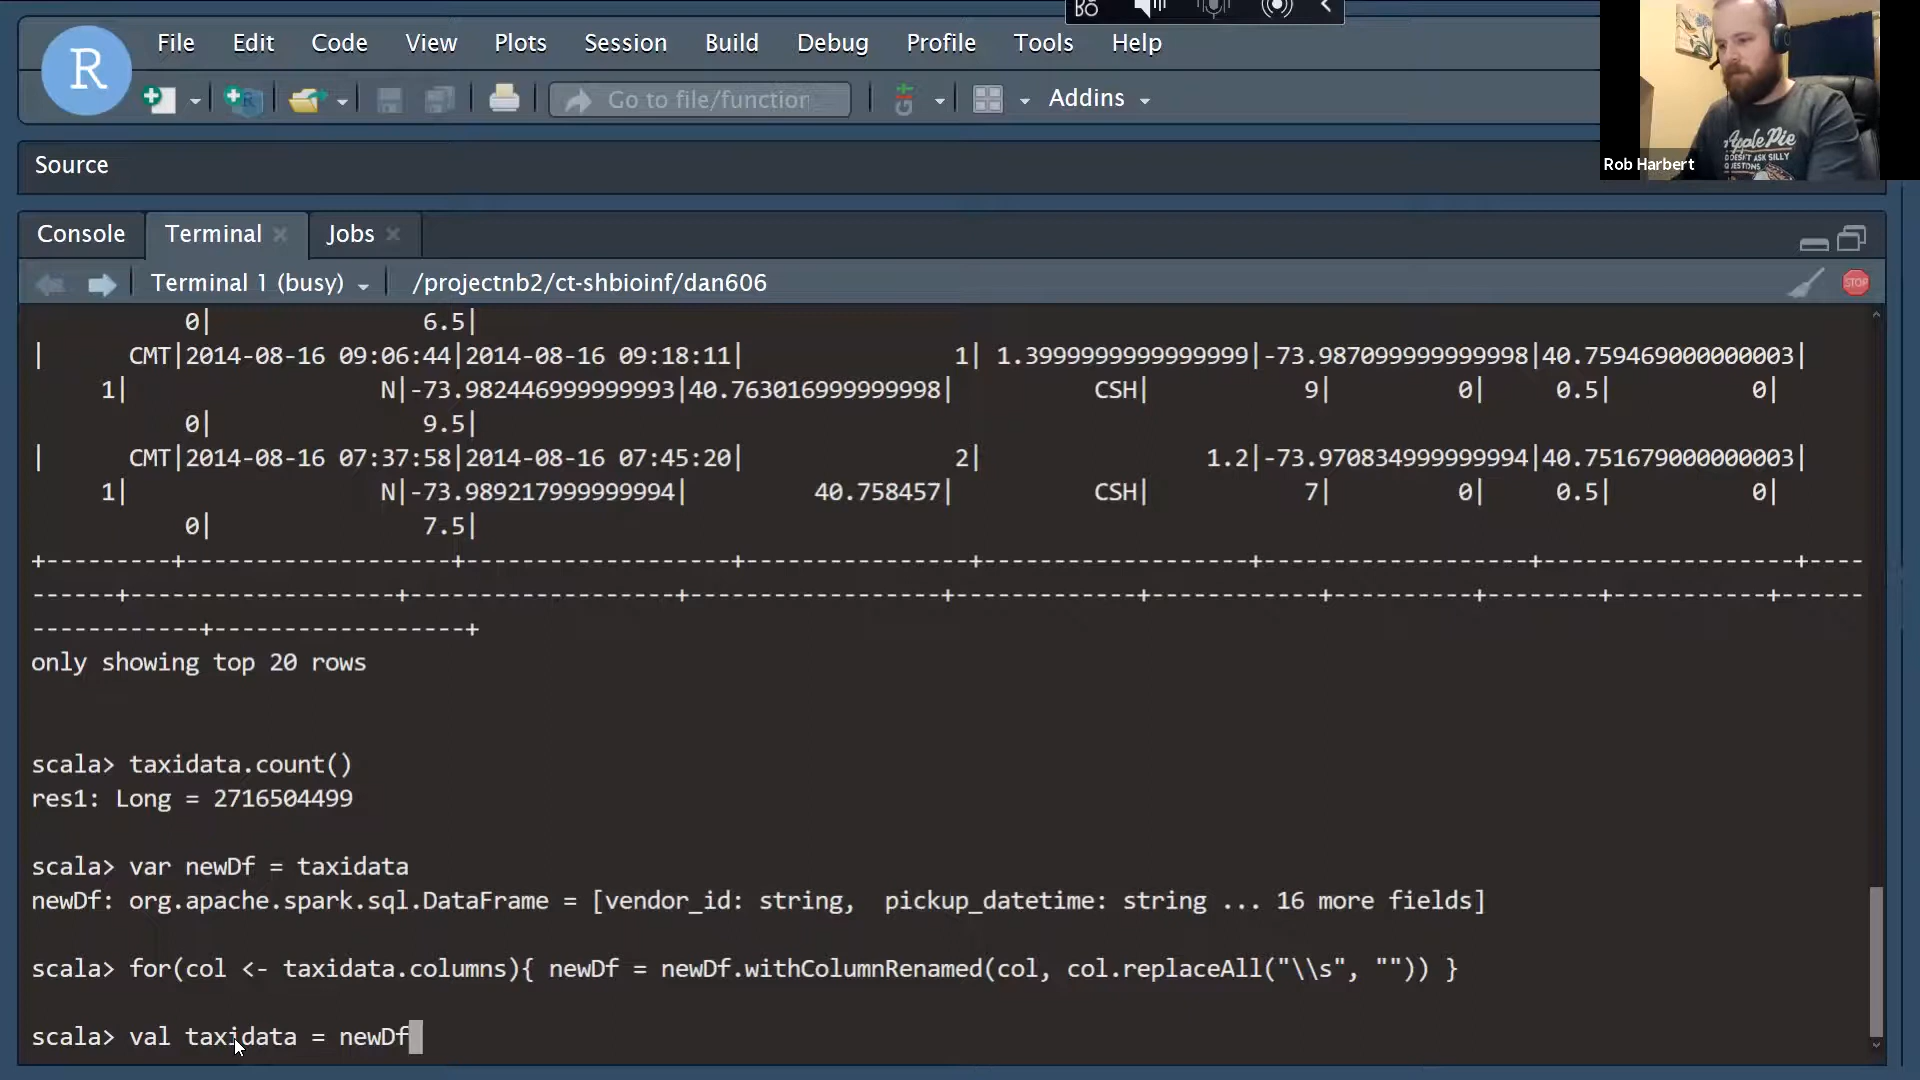 File Edit Code View Plots Session Build Debug Profile Tools Help
R
Go to file/function Addins
Apple Pie
DOESN'T ASK SILLY
QUESTIONS
Rob Harbert
Source
Console Terminal Jobs
Terminal 1 (busy) /projectnb2/ct-shbioinf/dan606
STOP
0| 6.5|
| CMT|2014-08-16 09:06:44|2014-08-16 09:18:11| 1| 1.3999999999999999|-73.987099999999998|40.759469000000003|
1| N|-73.982446999999993|40.763016999999998| CSH| 9| 0| 0.5| 0|
0| 9.5|
| CMT|2014-08-16 07:37:58|2014-08-16 07:45:20| 2| 1.2|-73.970834999999994|40.751679000000003|
1| N|-73.989217999999994| 40.758457| CSH| 7| 0| 0.5| 0|
0| 7.5|
+---------+-------------------+-------------------+----------------+-------------------+-------------------+------------------+----
------+------------------+-------------------+------------------+-------------+------------+----------+--------+-----------+------
------------+------------------+
only showing top 20 rows
scala> taxidata.count()
res1: Long = 2716504499
scala> var newDf = taxidata
newDf: org.apache.spark.sql.DataFrame = [vendor_id: string,  pickup_datetime: string ... 16 more fields]
scala> for(col <- taxidata.columns){ newDf = newDf.withColumnRenamed(col, col.replaceAll("\\s", "")) }
scala> val taxidata = newDf